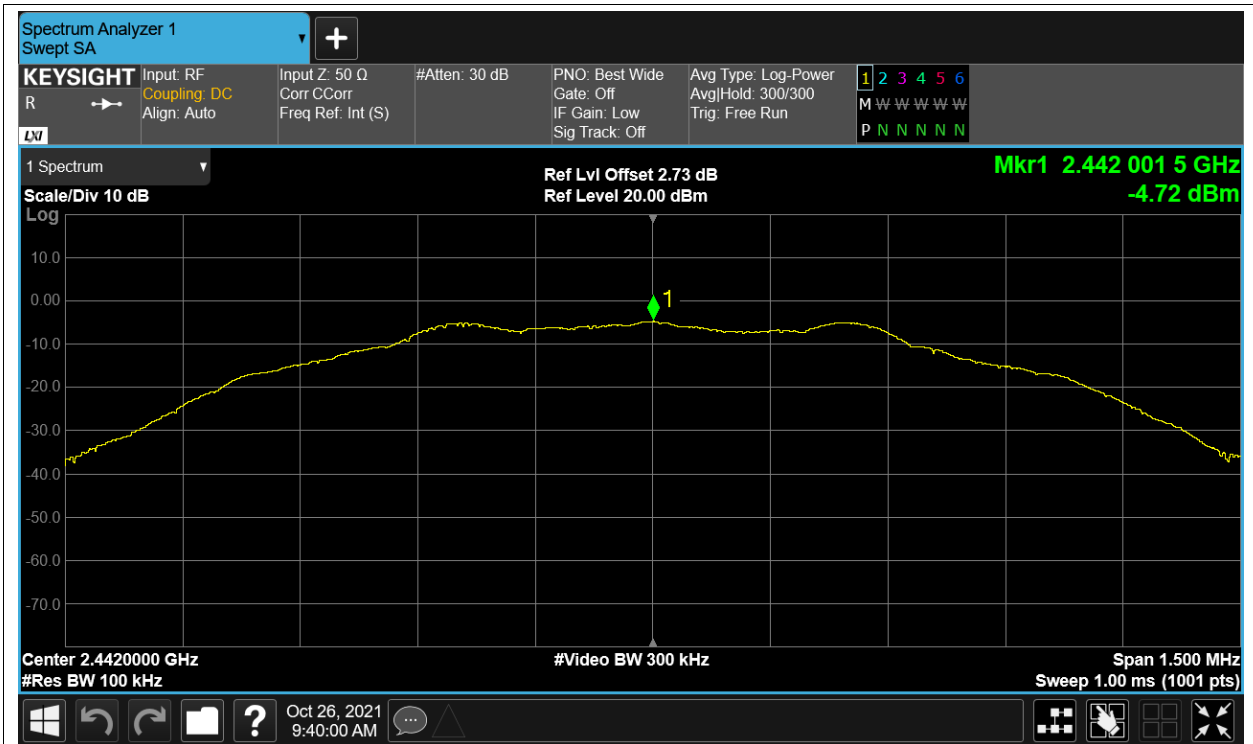 Spectrum Analyzer 1
Swept SA
KEYSIGHT
R
LXI
Input: RF
Coupling: DC
Align: Auto
Input Z: 50 Ω
Corr CCorr
Freq Ref: Int (S)
#Atten: 30 dB
PNO: Best Wide
Gate: Off
IF Gain: Low
Sig Track: Off
Avg Type: Log-Power
Avg|Hold: 300/300
Trig: Free Run
1 2 3 4 5 6
M W W W W W W
P N N N N N N
1 Spectrum
Scale/Div 10 dB
Log
Ref Lvl Offset 2.73 dB
Ref Level 20.00 dBm
Mkr1 2.442 001 5 GHz
-4.72 dBm
10.0
0.00
1
-10.0
-20.0
-30.0
-40.0
-50.0
-60.0
-70.0
Center 2.4420000 GHz
#Video BW 300 kHz
Span 1.500 MHz
#Res BW 100 kHz
Sweep 1.00 ms (1001 pts)
?
Oct 26, 2021
9:40:00 AM